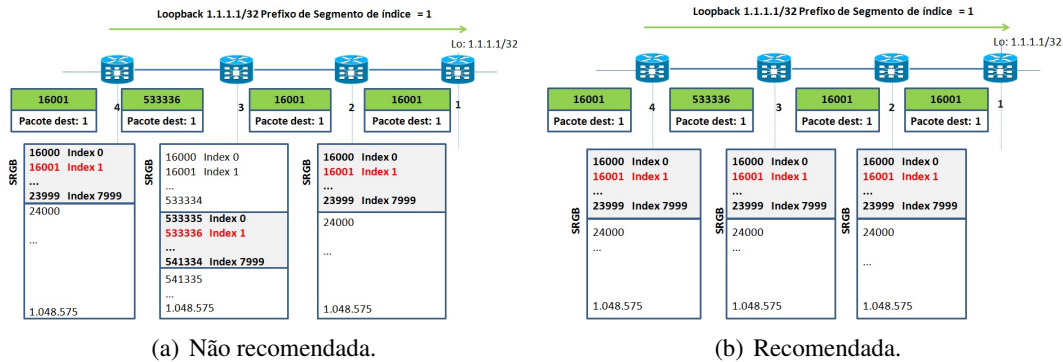 Loopback 1.1.1.1/32 Prefixo de Segmento de índice = 1
Lo: 1.1.1.1/32
16001
Pacote dest: 1
4
533336
Pacote dest: 1
3
16001
Pacote dest: 1
2
16001
Pacote dest: 1
1
SRGB
16000 Index 0
16001 Index 1
...
23999 Index 7999
24000
...
1.048.575
16000 Index 0
16001 Index 1
...
533334
SRGB
533335 Index 0
533336 Index 1
...
541334 Index 7999
541335
...
1.048.575
SRGB
16000 Index 0
16001 Index 1
...
23999 Index 7999
24000
...
1.048.575
(a) Não recomendada.
Loopback 1.1.1.1/32 Prefixo de Segmento de índice = 1
Lo: 1.1.1.1/32
16001
Pacote dest: 1
4
533336
Pacote dest: 1
3
16001
Pacote dest: 1
2
16001
Pacote dest: 1
1
SRGB
16000 Index 0
16001 Index 1
...
23999 Index 7999
24000
...
1.048.575
SRGB
16000 Index 0
16001 Index 1
...
23999 Index 7999
24000
...
1.048.575
SRGB
16000 Index 0
16001 Index 1
...
23999 Index 7999
24000
...
1.048.575
(b) Recomendada.